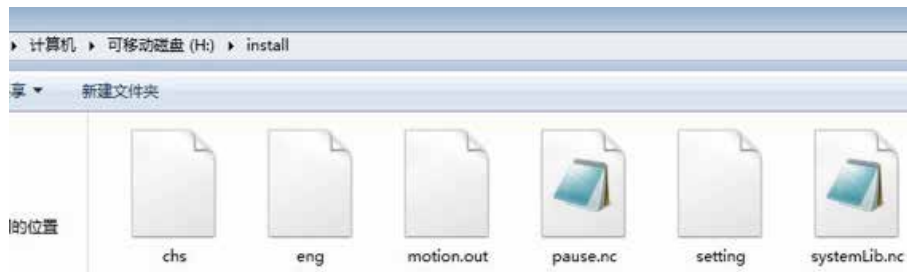 计算机 可移动磁盘 (H:) install
享 新建文件夹
的位置
chs eng motion.out pause.nc setting systemLib.nc